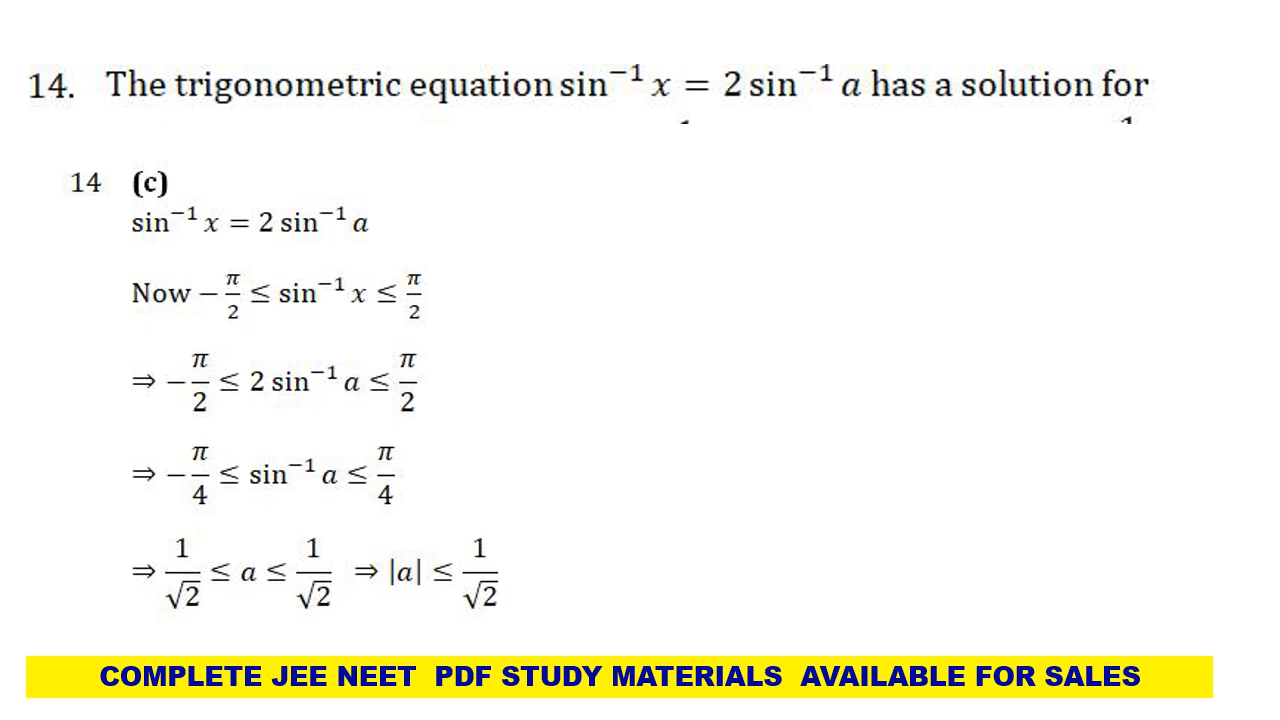 14. The trigonometric equation sin⁻¹ x = 2 sin⁻¹ a has a solution for
14 (c)
sin⁻¹ x = 2 sin⁻¹ a
Now −π/2 ≤ sin⁻¹ x ≤ π/2
⇒ −π/2 ≤ 2 sin⁻¹ a ≤ π/2
⇒ −π/4 ≤ sin⁻¹ a ≤ π/4
⇒ 1/√2 ≤ a ≤ 1/√2 ⇒ |a| ≤ 1/√2
COMPLETE JEE NEET PDF STUDY MATERIALS AVAILABLE FOR SALES